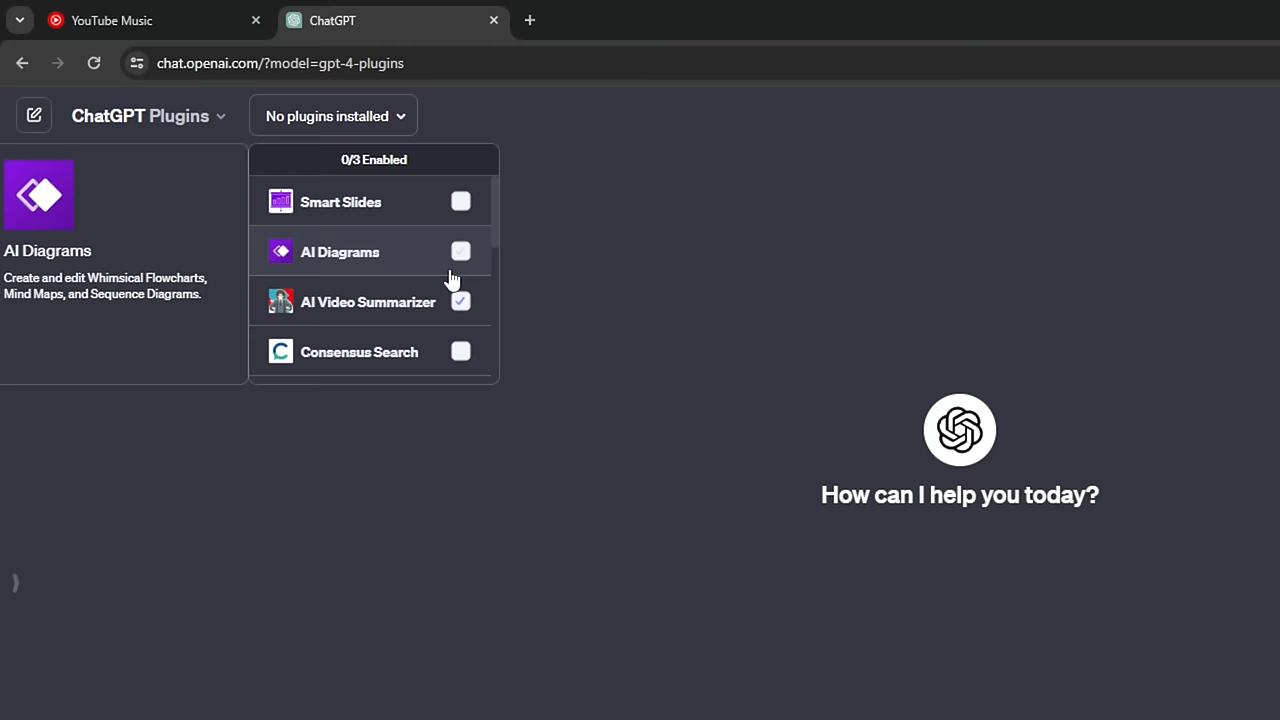 YouTube Music
ChatGPT
chat.openai.com/?model=gpt-4-plugins
ChatGPT Plugins
No plugins installed
0/3 Enabled
Smart Slides
AI Diagrams
AI Video Summarizer
Consensus Search
AI Diagrams
Create and edit Whimsical Flowcharts,
Mind Maps, and Sequence Diagrams.
How can I help you today?